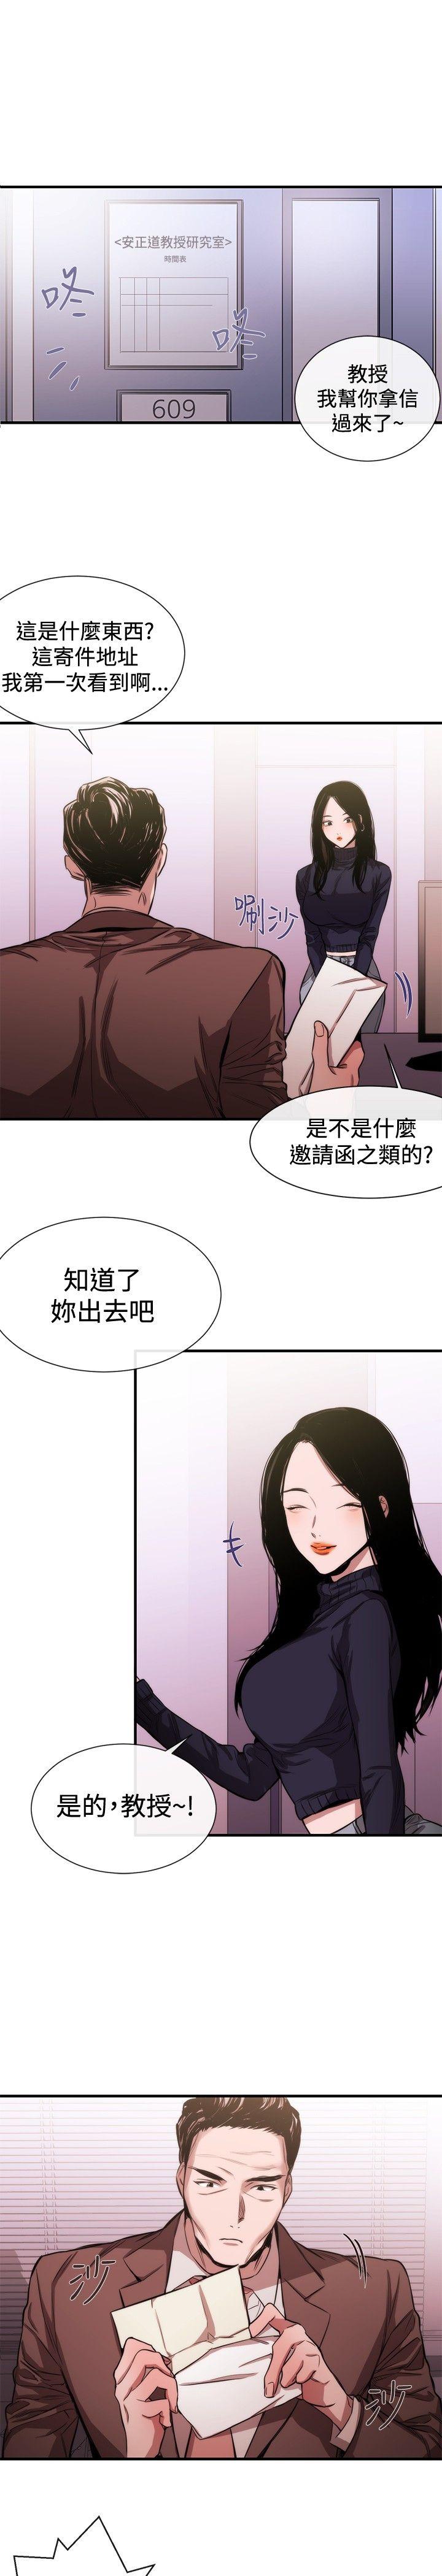 <安正道教授研究室>
時間表
咚
咚
609
教授
我幫你拿信
過來了~
這是什麼東西?
這寄件地址
我第一次看到啊...
唰沙
是不是什麼
邀請函之類的?
知道了
妳出去吧
是的,教授~!
沙
沙